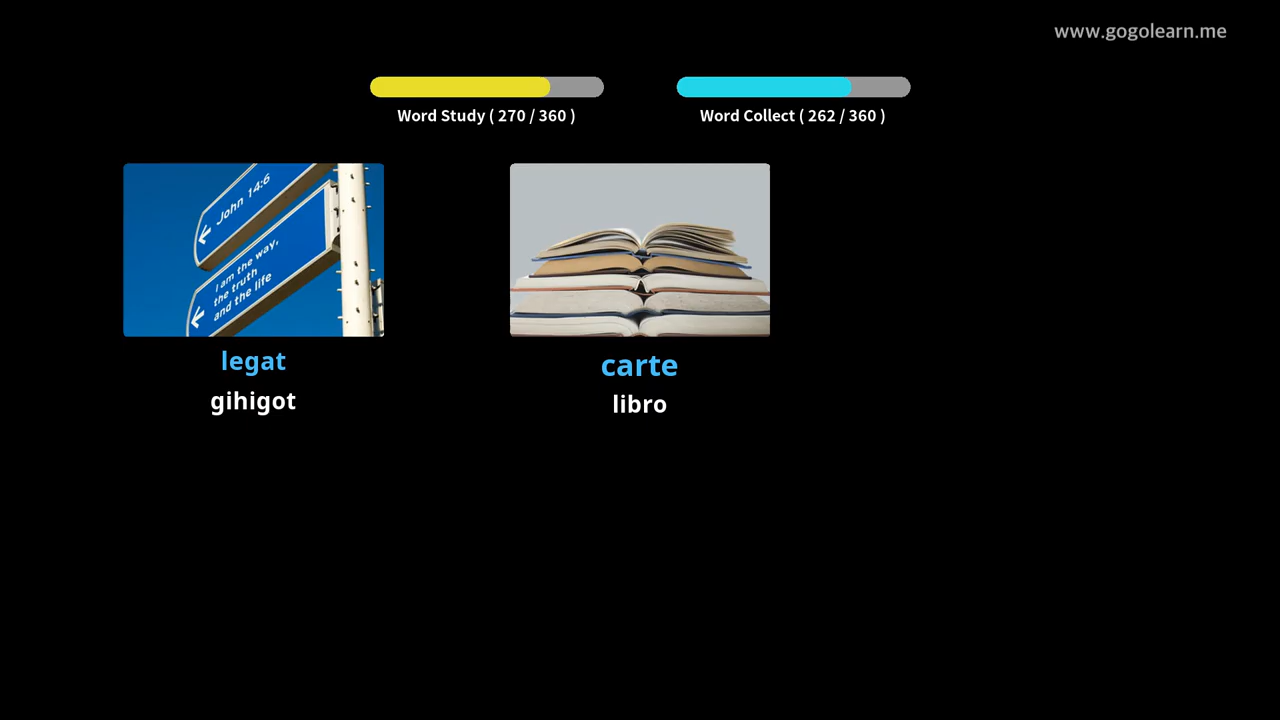 www.gogolearn.me
Word Study ( 270 / 360 )
Word Collect ( 262 / 360 )
John 14:6
I am the way,
the truth
and the life
legat
gihigot
carte
libro